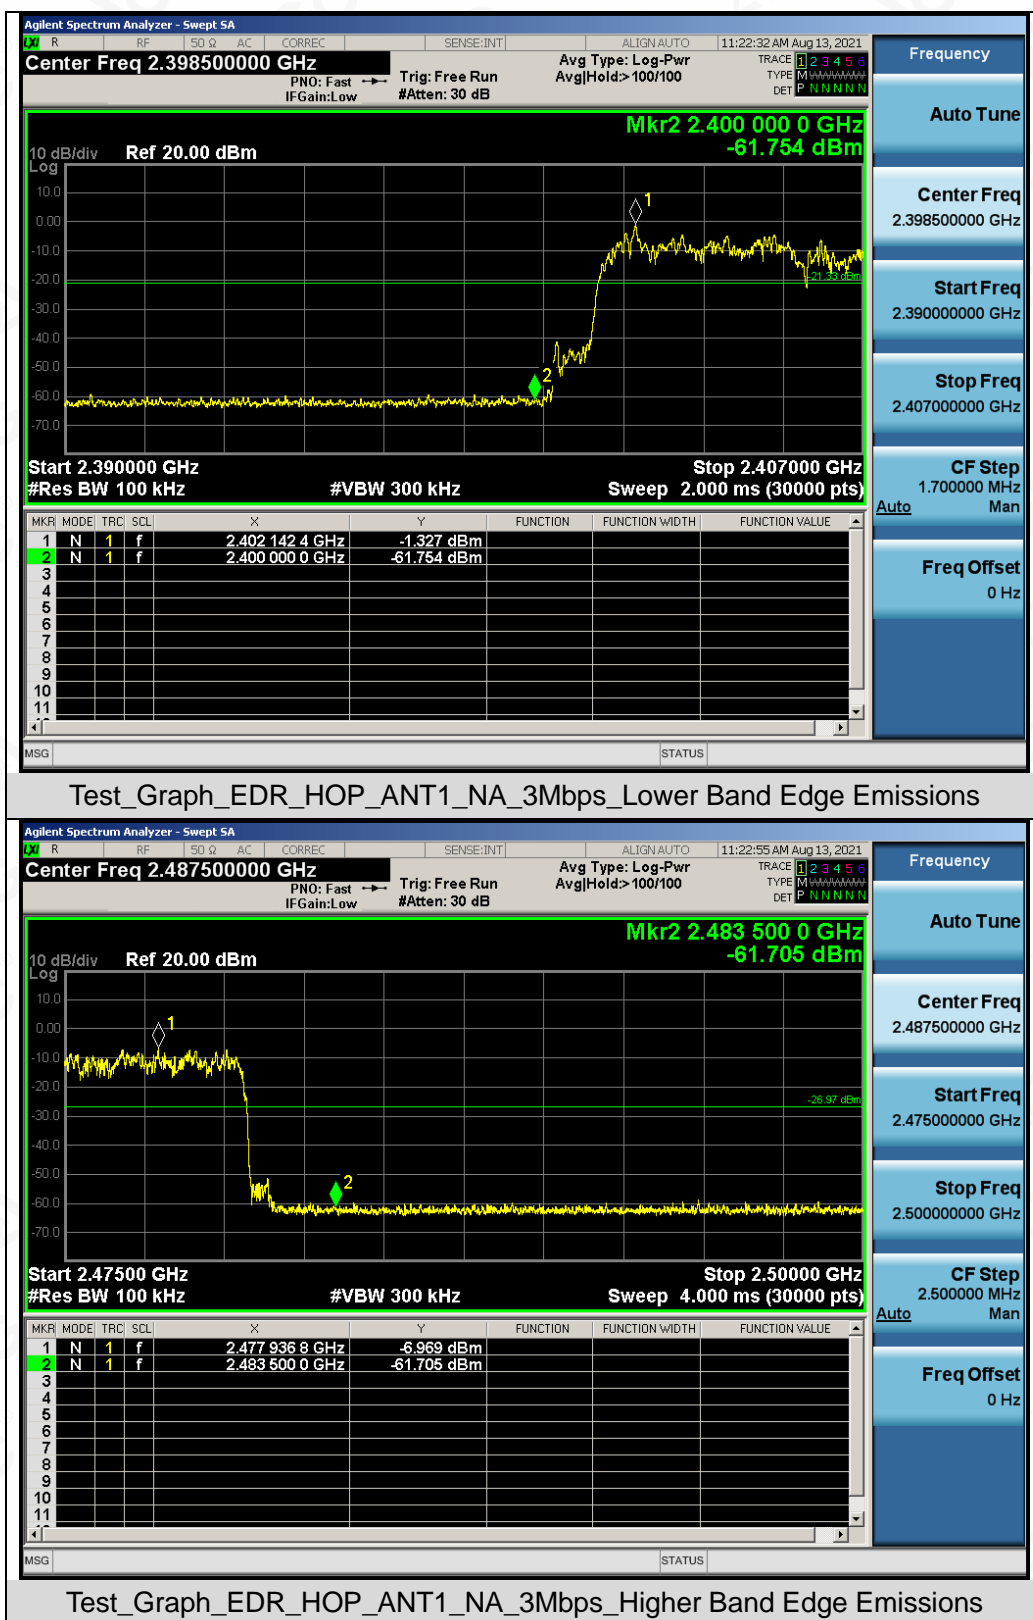 Agilent Spectrum Analyzer - Swept SA
LXI R RF 50 Ω AC CORREC SENSE:INT ALIGN AUTO 11:22:32 AM Aug 13, 2021
Center Freq 2.398500000 GHz
PNO: Fast
IFGain:Low
Trig: Free Run
#Atten: 30 dB
Avg Type: Log-Pwr
Avg|Hold:>100/100
TRACE 1 2 3 4 5 6
TYPE M
DET P N N N N N
Frequency
Auto Tune
Mkr2 2.400 000 0 GHz
-61.754 dBm
10 dB/div Ref 20.00 dBm
Log
10.0
0.00
-10.0
-20.0
-30.0
-40.0
-50.0
-60.0
-70.0
1
-21.33 dBm
2
Start 2.390000 GHz Stop 2.407000 GHz
#Res BW 100 kHz #VBW 300 kHz Sweep 2.000 ms (30000 pts)
Center Freq
2.398500000 GHz
Start Freq
2.390000000 GHz
Stop Freq
2.407000000 GHz
CF Step
1.700000 MHz
Auto Man
Freq Offset
0 Hz
MKR MODE TRC SCL X Y FUNCTION FUNCTION WIDTH FUNCTION VALUE
1 N 1 f 2.402 142 4 GHz -1.327 dBm
2 N 1 f 2.400 000 0 GHz -61.754 dBm
3
4
5
6
7
8
9
10
11
MSG STATUS
Test_Graph_EDR_HOP_ANT1_NA_3Mbps_Lower Band Edge Emissions
Agilent Spectrum Analyzer - Swept SA
LXI R RF 50 Ω AC CORREC SENSE:INT ALIGN AUTO 11:22:55 AM Aug 13, 2021
Center Freq 2.487500000 GHz
PNO: Fast
IFGain:Low
Trig: Free Run
#Atten: 30 dB
Avg Type: Log-Pwr
Avg|Hold:>100/100
TRACE 1 2 3 4 5 6
TYPE M
DET P N N N N N
Frequency
Auto Tune
Mkr2 2.483 500 0 GHz
-61.705 dBm
10 dB/div Ref 20.00 dBm
Log
10.0
0.00
-10.0
-20.0
-30.0
-40.0
-50.0
-60.0
-70.0
1
-26.97 dBm
2
Start 2.47500 GHz Stop 2.50000 GHz
#Res BW 100 kHz #VBW 300 kHz Sweep 4.000 ms (30000 pts)
Center Freq
2.487500000 GHz
Start Freq
2.475000000 GHz
Stop Freq
2.500000000 GHz
CF Step
2.500000 MHz
Auto Man
Freq Offset
0 Hz
MKR MODE TRC SCL X Y FUNCTION FUNCTION WIDTH FUNCTION VALUE
1 N 1 f 2.477 936 8 GHz -6.969 dBm
2 N 1 f 2.483 500 0 GHz -61.705 dBm
3
4
5
6
7
8
9
10
11
MSG STATUS
Test_Graph_EDR_HOP_ANT1_NA_3Mbps_Higher Band Edge Emissions